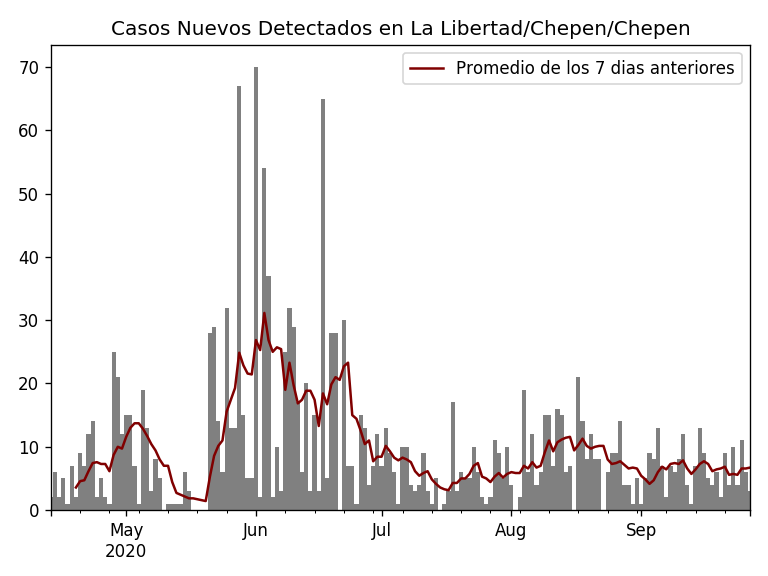 Casos Nuevos Detectados en La Libertad/Chepen/Chepen
Promedio de los 7 dias anteriores
70
60
50
40
30
20
10
0
May
2020
Jun
Jul
Aug
Sep